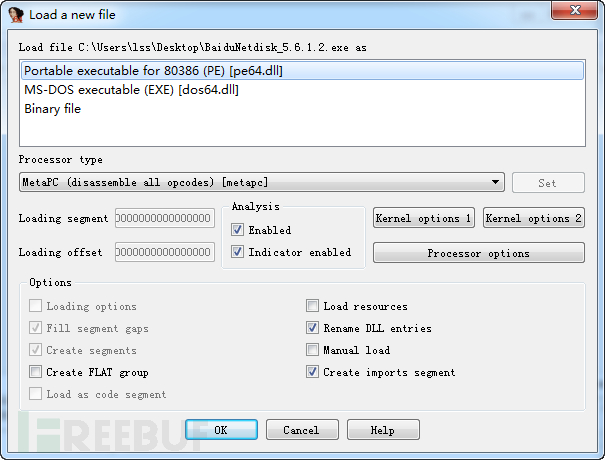 Load a new file
Load file C:\Users\lss\Desktop\BaiduNetdisk_5.6.1.2.exe as
Portable executable for 80386 (PE) [pe64.dll]
MS-DOS executable (EXE) [dos64.dll]
Binary file
Processor type
MetaPC (disassemble all opcodes) [metapc]
Set
Analysis
Loading segment
Enabled
Kernel options 1
Kernel options 2
Loading offset
Indicator enabled
Processor options
Options
Loading options
Load resources
Fill segment gaps
Rename DLL entries
Create segments
Manual load
Create FLAT group
Create imports segment
Load as code segment
OK
Cancel
Help
FREEBUF